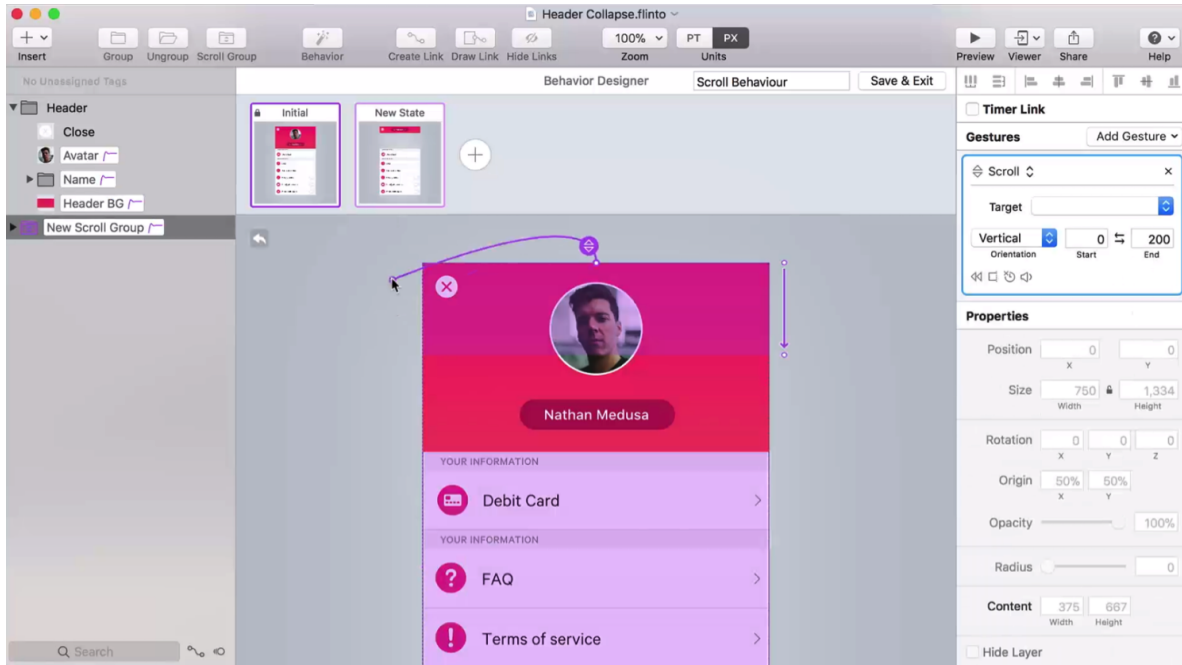 Header Collapse.flinto
100%
PT PX
Insert Group Ungroup Scroll Group Behavior Create Link Draw Link Hide Links Zoom Units Preview Viewer Share Help
No Unassigned Tags
Behavior Designer Scroll Behaviour Save & Exit
Header
Close
Avatar
Name
Header BG
New Scroll Group
Initial
New State
Nathan Medusa
YOUR INFORMATION
Debit Card
YOUR INFORMATION
FAQ
Terms of service
Search
Timer Link
Gestures Add Gesture
Scroll
Target
Vertical 0 200
Orientation Start End
Properties
Position 0 0
X Y
Size 750 1,334
Width Height
Rotation 0 0 0
X Y Z
Origin 50% 50%
X Y
Opacity 100%
Radius 0
Content 375 667
Width Height
Hide Layer